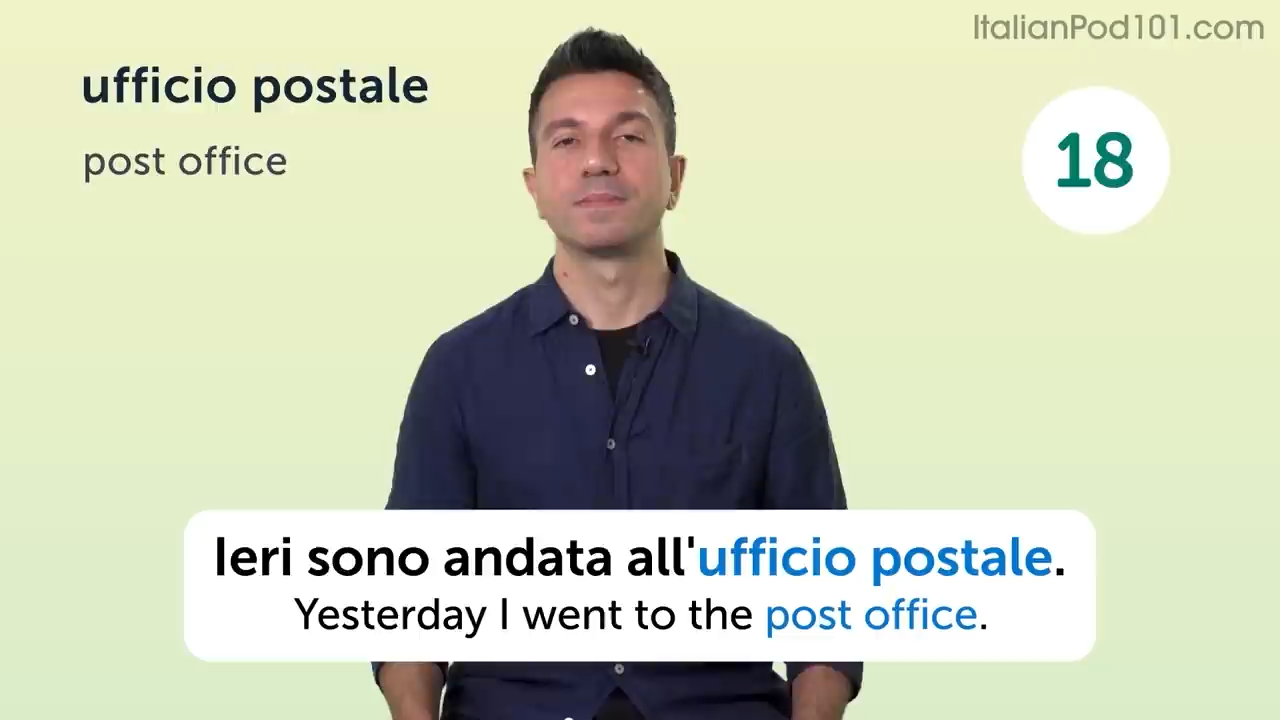 ItalianPod101.com
ufficio postale
post office
18
Ieri sono andata all'ufficio postale.
Yesterday I went to the post office.